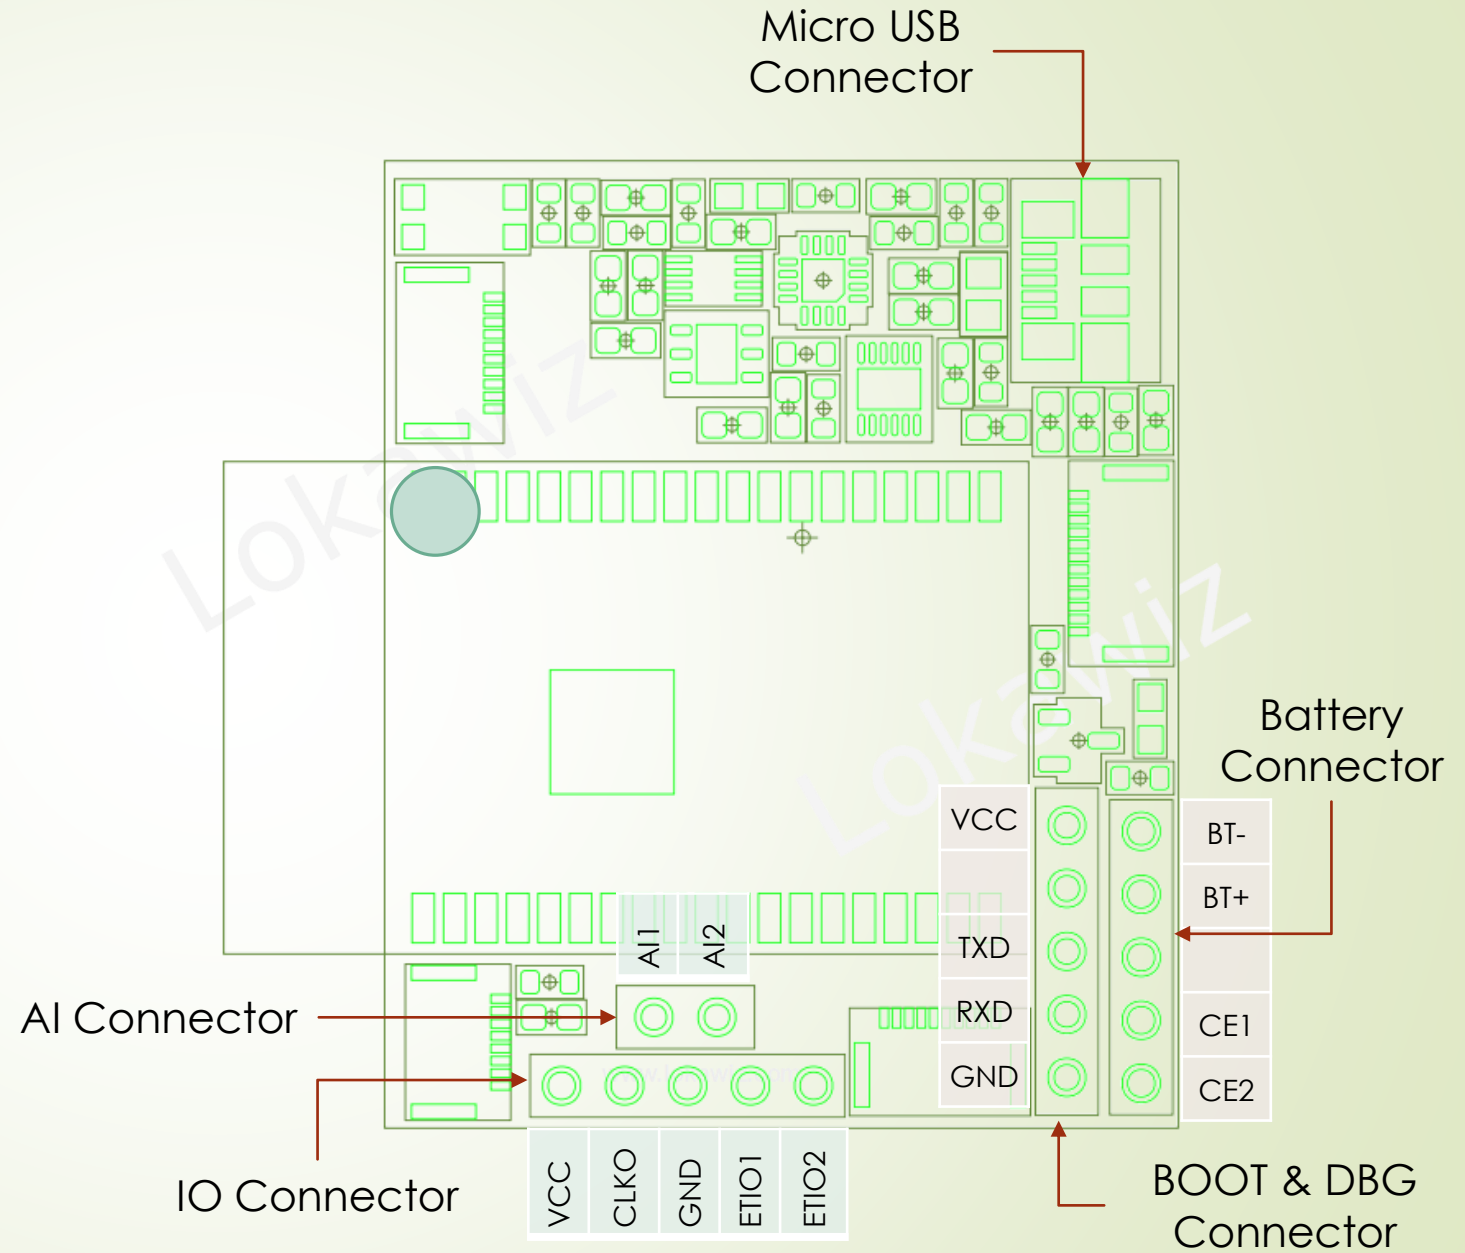 Micro USB
Connector
Lokawiz
Lokawiz
Battery
Connector
VCC
TXD
RXD
GND
BT-
BT+
CE1
CE2
AI1
AI2
AI Connector
IO Connector
VCC
CLKO
GND
ETIO1
ETIO2
BOOT & DBG
Connector